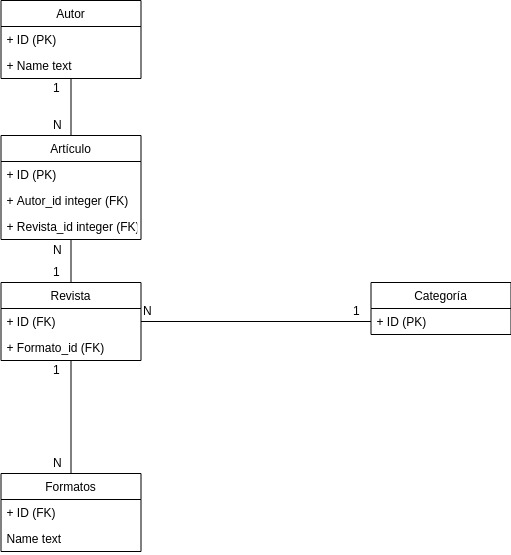 Autor
+ ID (PK)
+ Name text
1
N
Artículo
+ ID (PK)
+ Autor_id integer (FK)
+ Revista_id integer (FK)
N
1
Revista
+ ID (FK)
+ Formato_id (FK)
N
1
Categoría
+ ID (PK)
1
N
Formatos
+ ID (FK)
Name text